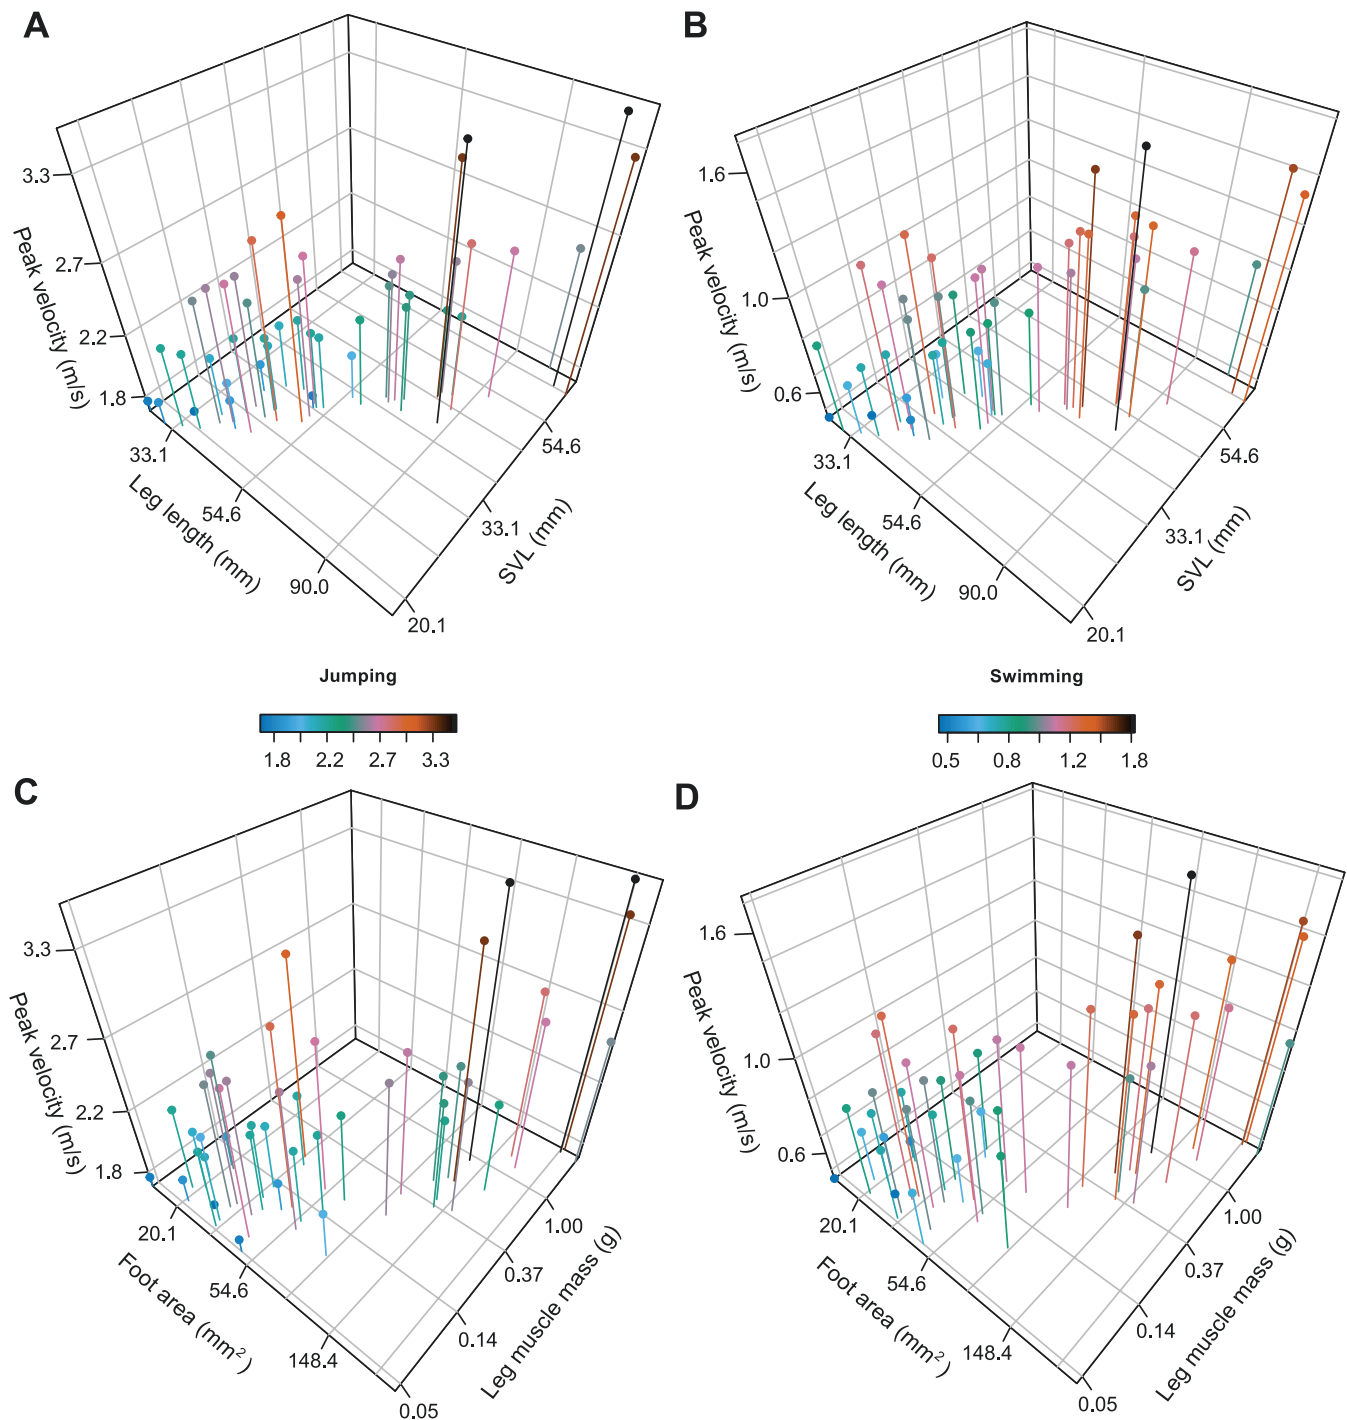 A
3.3
2.7
2.2
1.8
Peak velocity (m/s)
33.1
54.6
90.0
Leg length (mm)
20.1
33.1
54.6
SVL (mm)
B
1.6
1.0
0.6
Peak velocity (m/s)
33.1
54.6
90.0
Leg length (mm)
20.1
33.1
54.6
SVL (mm)
Jumping
1.8 2.2 2.7 3.3
Swimming
0.5 0.8 1.2 1.8
C
3.3
2.7
2.2
1.8
Peak velocity (m/s)
20.1
54.6
148.4
Foot area (mm²)
0.05
0.14
0.37
1.00
Leg muscle mass (g)
D
1.6
1.0
0.6
Peak velocity (m/s)
20.1
54.6
148.4
Foot area (mm²)
0.05
0.14
0.37
1.00
Leg muscle mass (g)